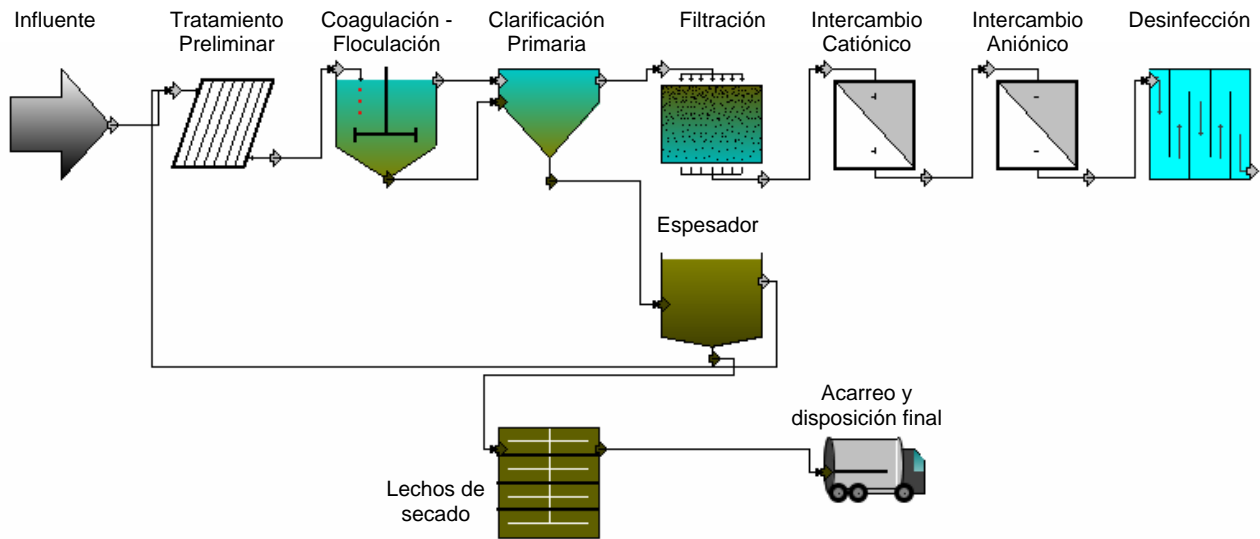 Influente
Tratamiento
Preliminar
Coagulación -
Floculación
Clarificación
Primaria
Filtración
Intercambio
Catiónico
Intercambio
Aniónico
Desinfección
Espesador
Acarreo y
disposición final
Lechos de
secado